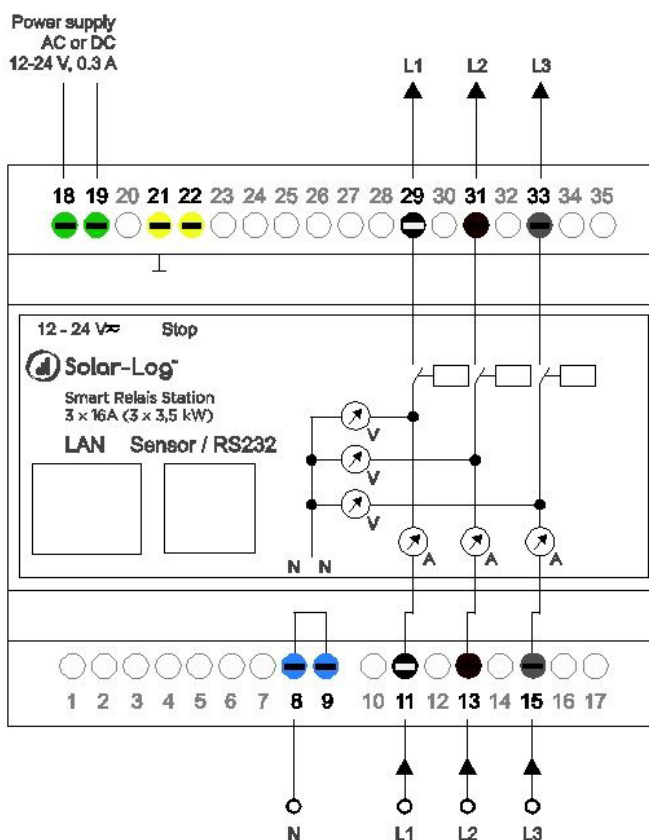 Power supply
AC or DC
12-24 V, 0.3 A
L1 L2 L3
18 19 20 21 22 23 24 25 26 27 28 29 30 31 32 33 34 35
12 - 24 V Stop
Solar-Log™
Smart Relais Station
3 x 16A (3 x 3,5 kW)
LAN Sensor / RS232
V
V
V
A A A
N N
1 2 3 4 5 6 7 8 9 10 11 12 13 14 15 16 17
N L1 L2 L3